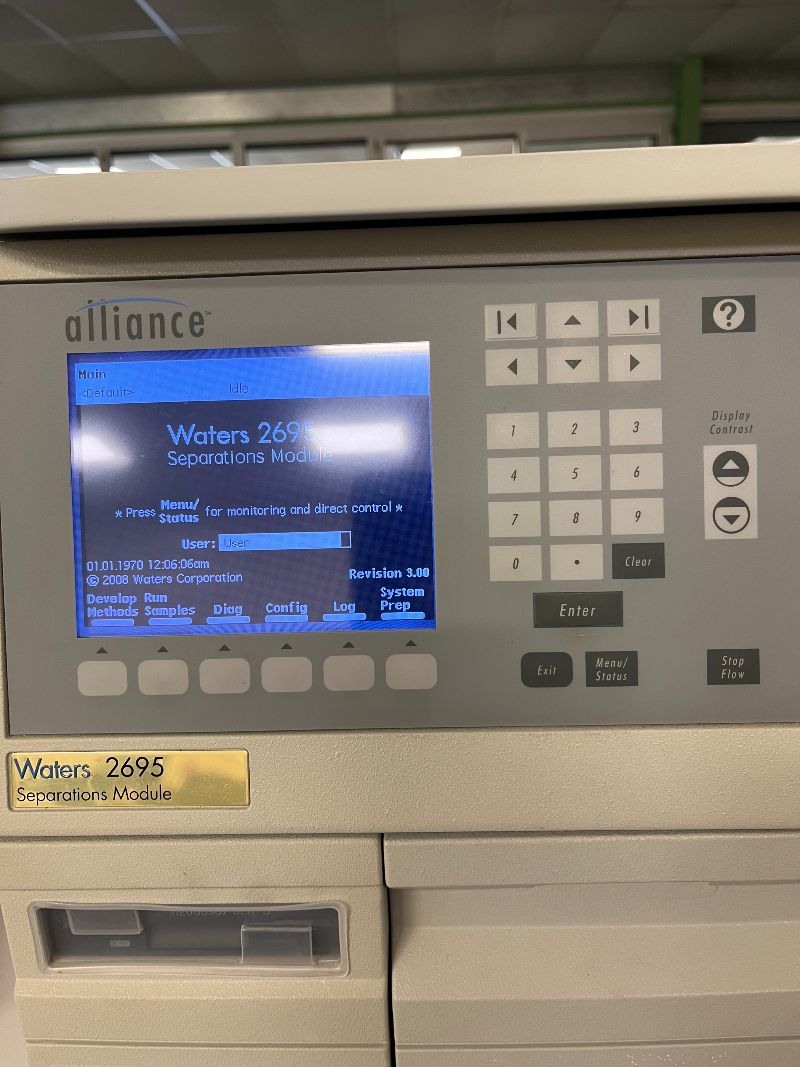 alliance™
Main
<Default> Idle
Waters 2695
Separations Module
* Press Menu/Status for monitoring and direct control *
User: User
01.01.1970 12:06:06am
© 2008 Waters Corporation
Revision 3.00
Develop Methods
Run Samples
Diag
Config
Log
System Prep
?
Display
Contrast
1 2 3
4 5 6
7 8 9
0 . Clear
Enter
Exit
Menu/
Status
Stop
Flow
Waters 2695
Separations Module